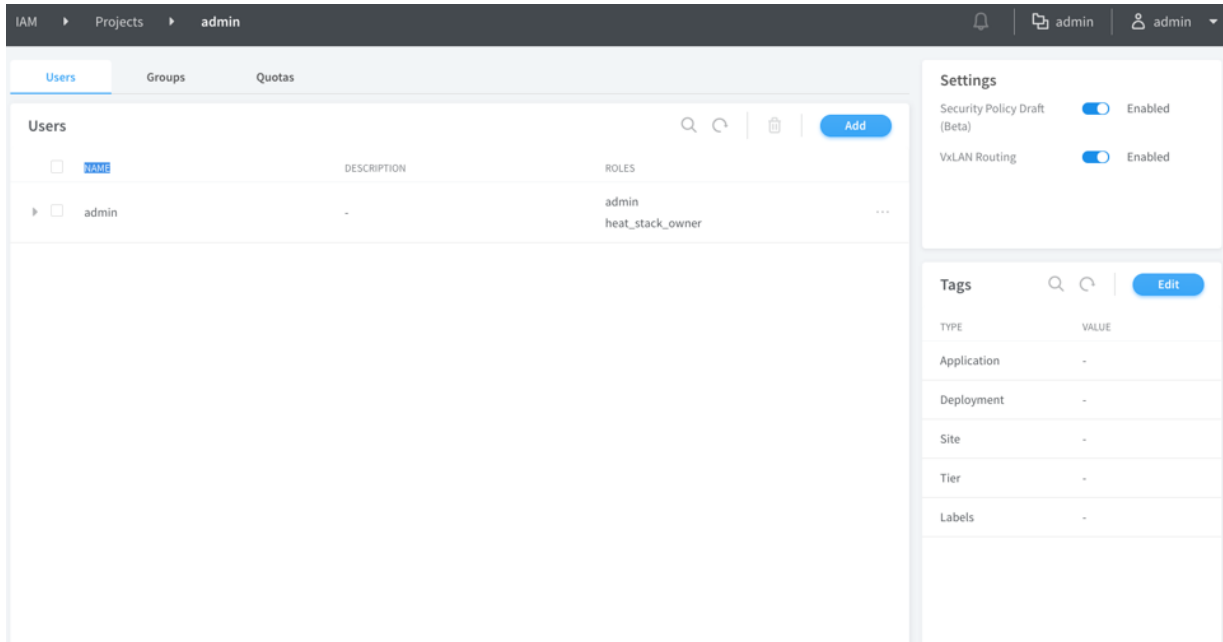 IAM Projects admin admin admin
Users Groups Quotas
Users Add
NAME DESCRIPTION ROLES
admin - admin
heat_stack_owner
Settings
Security Policy Draft Enabled
(Beta)
VxLAN Routing Enabled
Tags Edit
TYPE VALUE
Application -
Deployment -
Site -
Tier -
Labels -